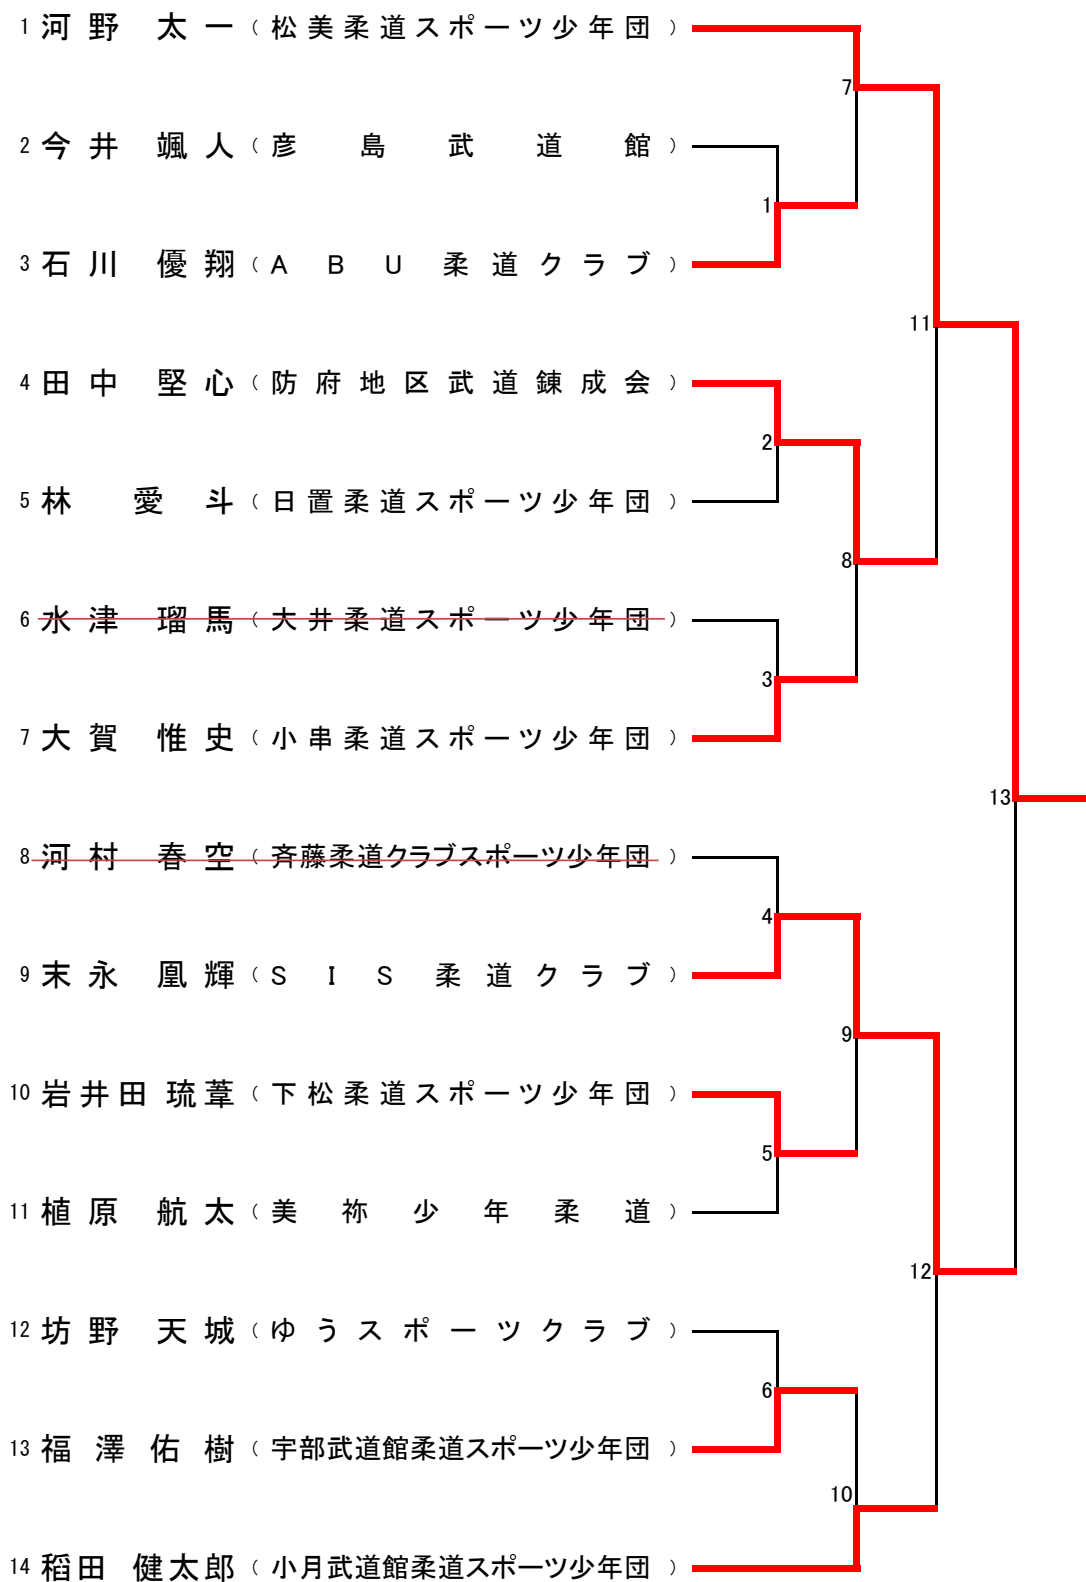 1 河野 太一 （松美柔道スポーツ少年団）
7
2 今井 颯人 （彦島武道館）
1
3 石川 優翔 （ABU柔道クラブ）
11
4 田中 堅心 （防府地区武道錬成会）
2
5 林 愛斗 （日置柔道スポーツ少年団）
8
6 水津 瑠馬 （大井柔道スポーツ少年団）
3
7 大賀 惟史 （小串柔道スポーツ少年団）
13
8 河村 春空 （斉藤柔道クラブスポーツ少年団）
4
9 末永 凰輝 （SIS柔道クラブ）
9
10 岩井田 琉葦 （下松柔道スポーツ少年団）
5
11 植原 航太 （美祢少年柔道）
12
12 坊野 天城 （ゆうスポーツクラブ）
6
13 福澤 佑樹 （宇部武道館柔道スポーツ少年団）
10
14 稲田 健太郎 （小月武道館柔道スポーツ少年団）